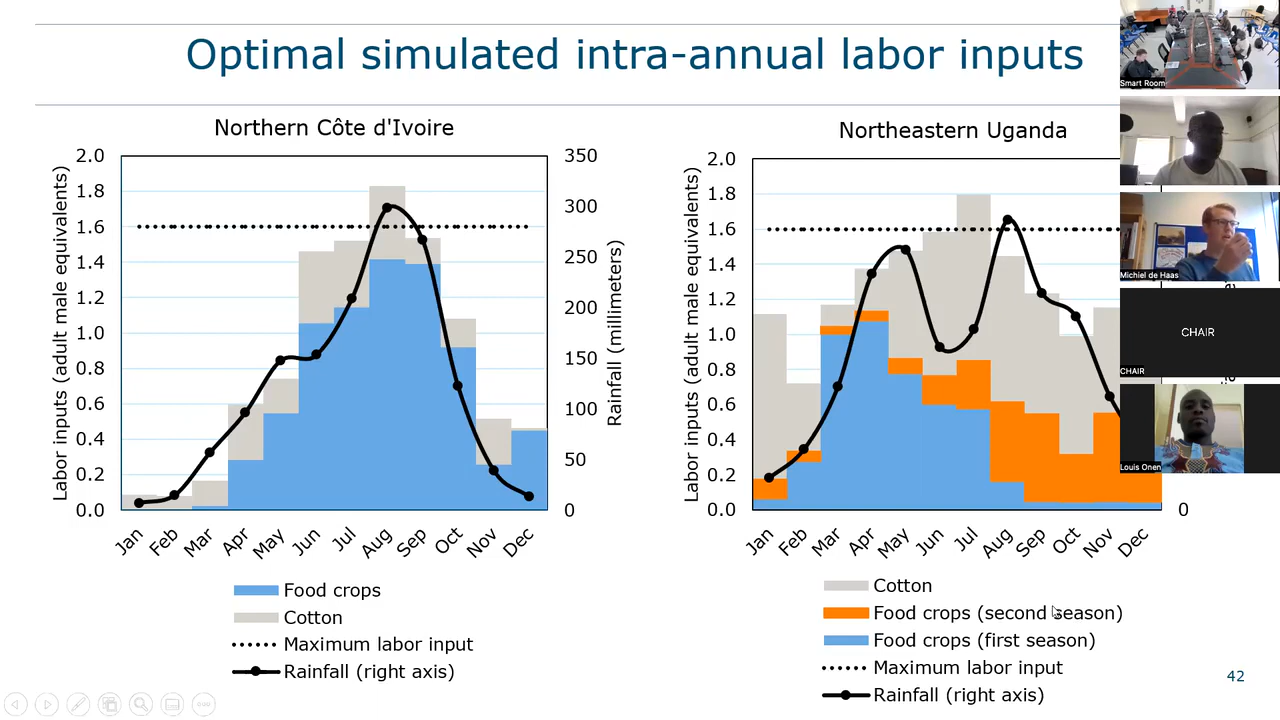 Optimal simulated intra-annual labor inputs
Northern Côte d'Ivoire
Labor inputs (adult male equivalents)
2.0
1.8
1.6
1.4
1.2
1.0
0.8
0.6
0.4
0.2
0.0
350
300
250
200
150
100
50
0
Rainfall (millimeters)
Jan Feb Mar Apr May Jun Jul Aug Sep Oct Nov Dec
Food crops
Cotton
Maximum labor input
Rainfall (right axis)
Northeastern Uganda
Labor inputs (adult male equivalents)
2.0
1.8
1.6
1.4
1.2
1.0
0.8
0.6
0.4
0.2
0.0
0
Jan Feb Mar Apr May Jun Jul Aug Sep Oct Nov Dec
Cotton
Food crops (second season)
Food crops (first season)
Maximum labor input
Rainfall (right axis)
42
Smart Room
Michiel de Haas
CHAIR
CHAIR
Louis Onen